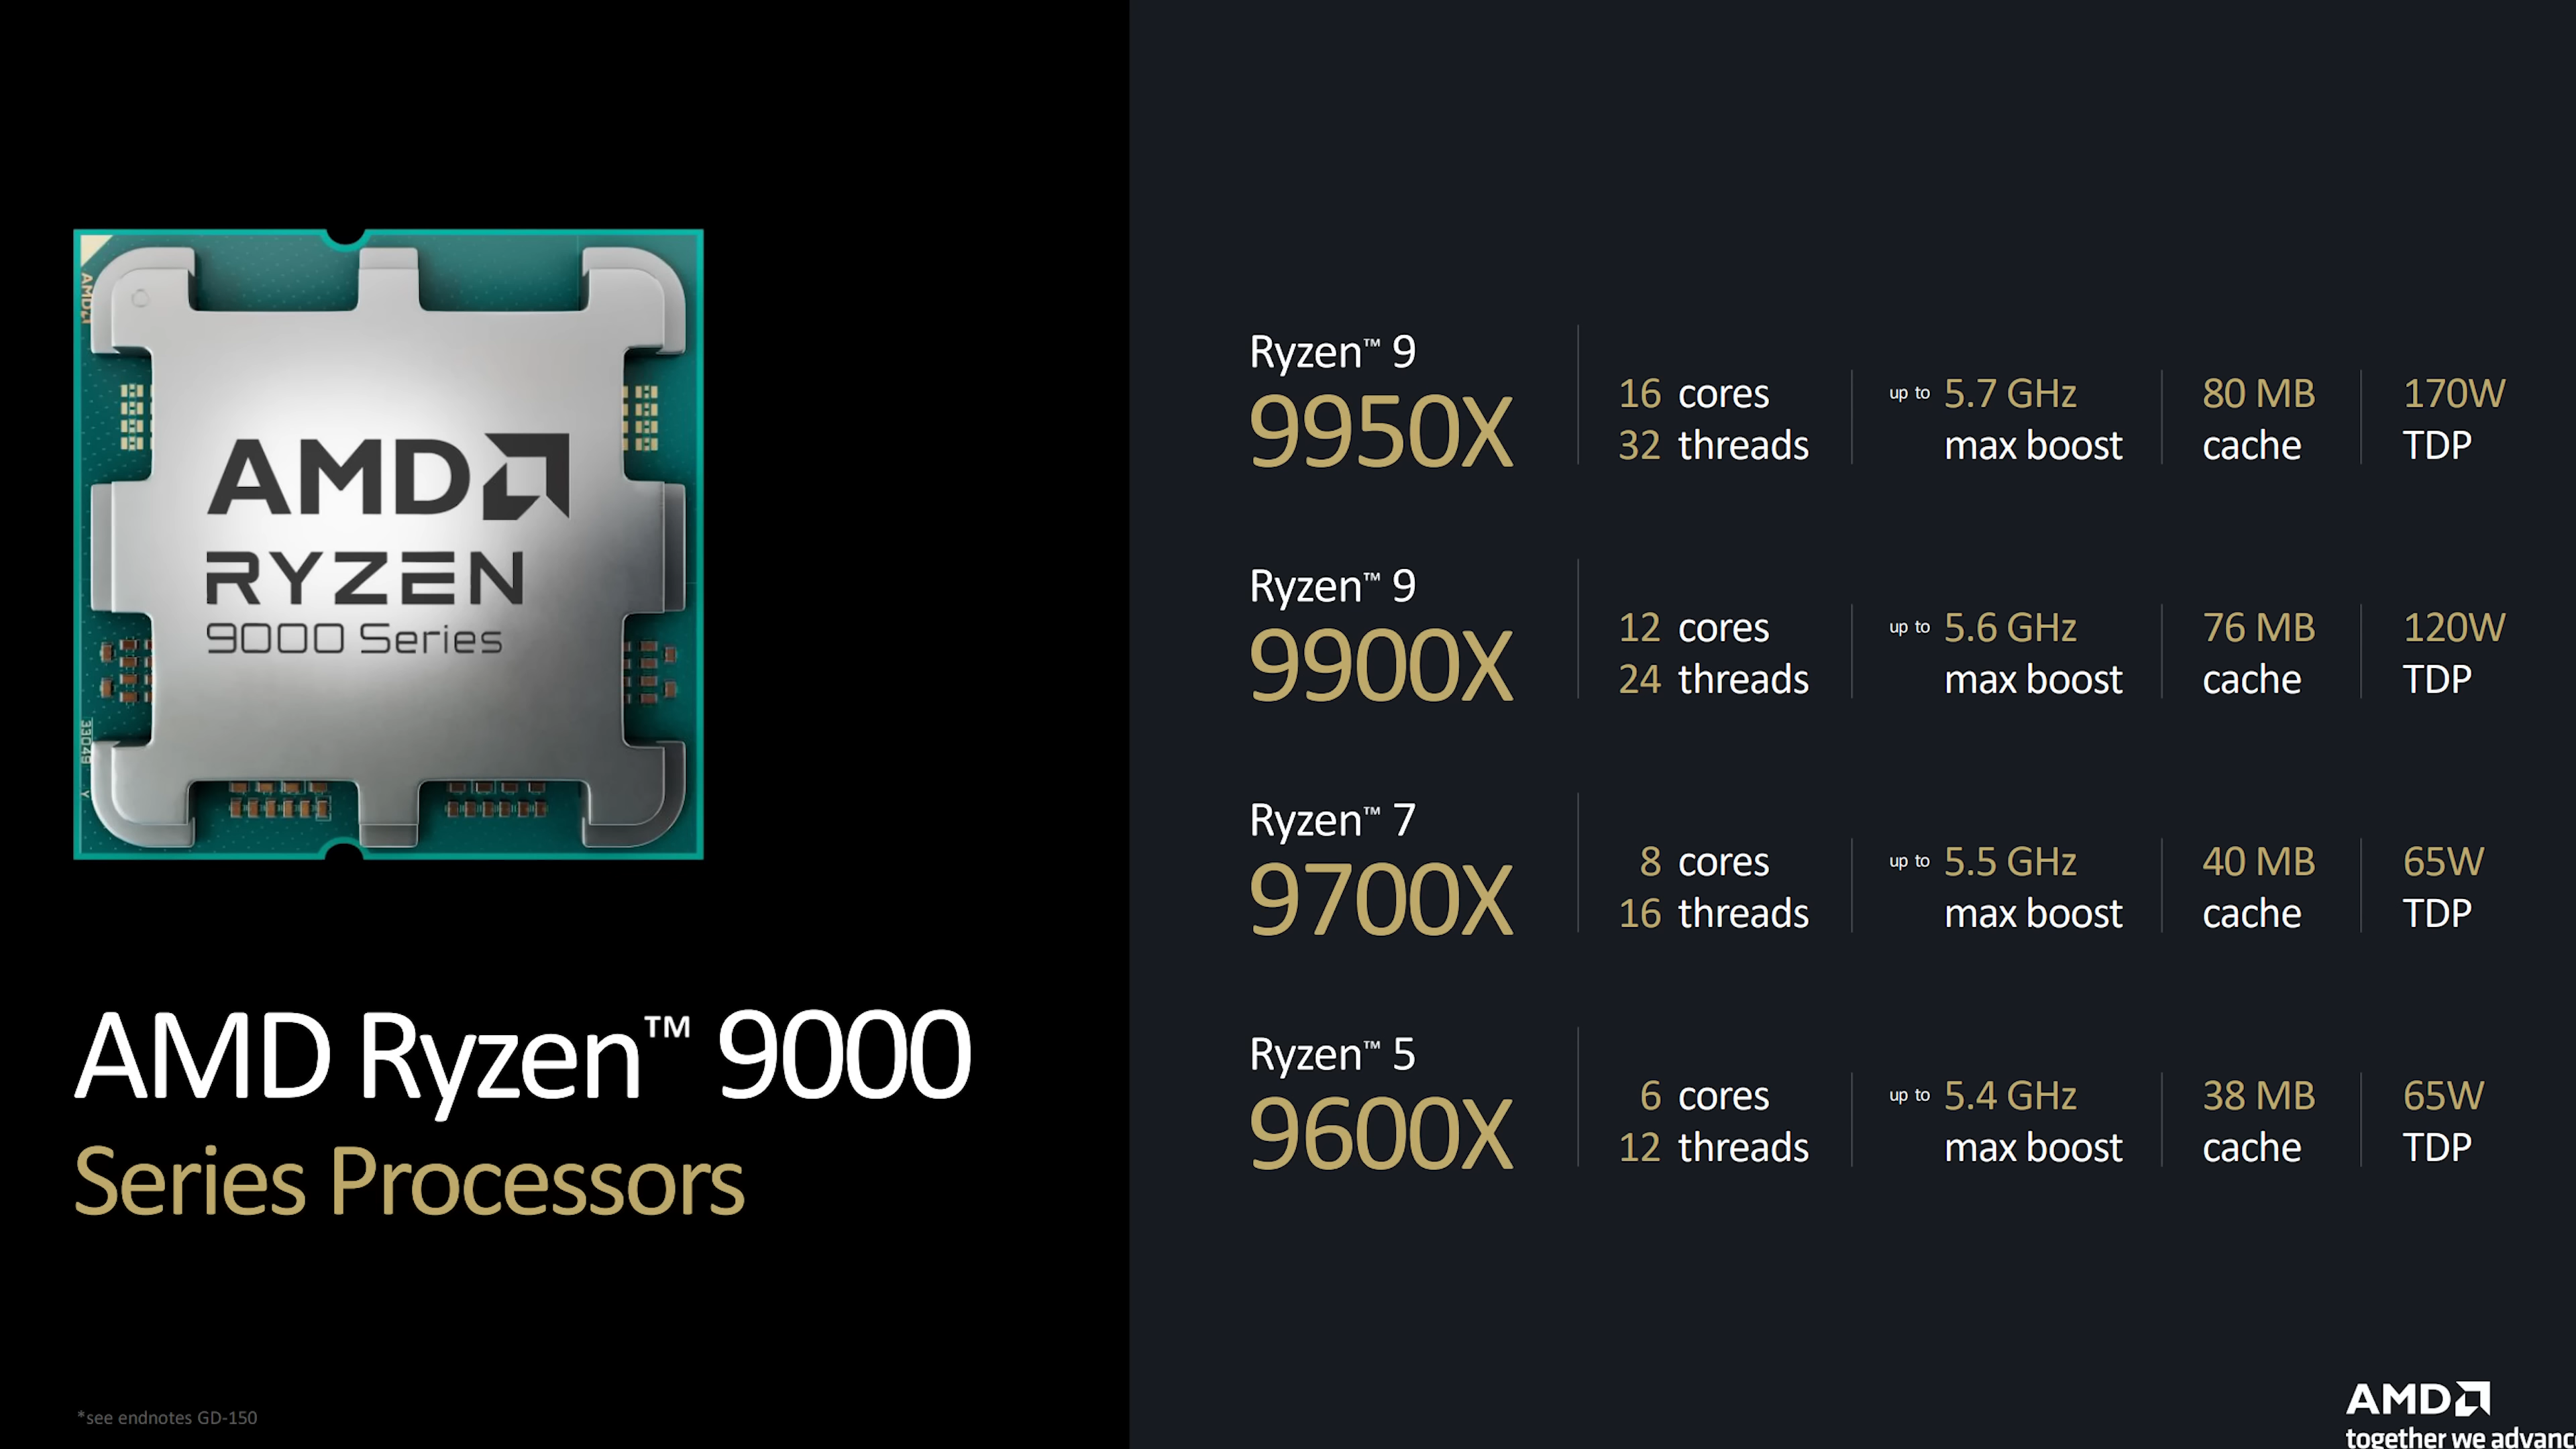 AMD
RYZEN
9000 Series
AMD Ryzen™ 9000
Series Processors
*see endnotes GD-150
Ryzen™ 9
9950X
16 cores
32 threads
up to 5.7 GHz
max boost
80 MB
cache
170W
TDP
Ryzen™ 9
9900X
12 cores
24 threads
up to 5.6 GHz
max boost
76 MB
cache
120W
TDP
Ryzen™ 7
9700X
8 cores
16 threads
up to 5.5 GHz
max boost
40 MB
cache
65W
TDP
Ryzen™ 5
9600X
6 cores
12 threads
up to 5.4 GHz
max boost
38 MB
cache
65W
TDP
AMD
together we advanc